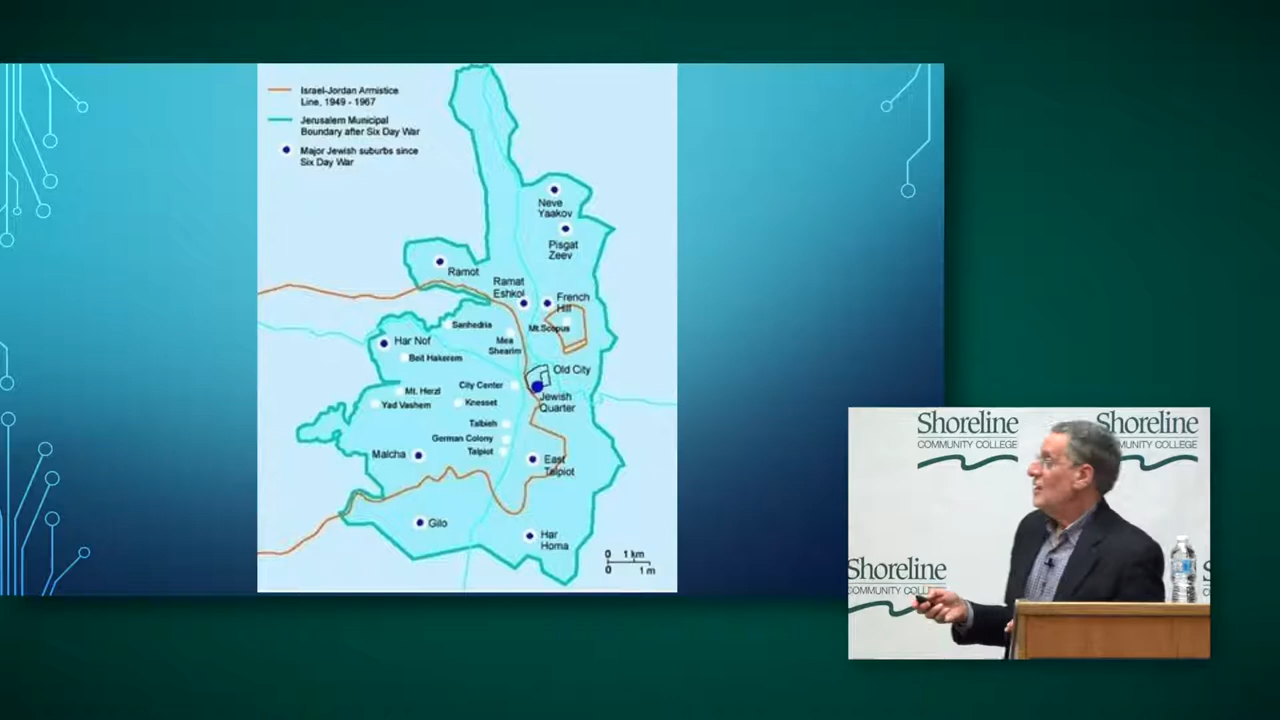 Israel-Jordan Armistice
Line, 1949 - 1967
Jerusalem Municipal
Boundary after Six Day War
Major Jewish suburbs since
Six Day War
Neve
Yaakov
Pisgat
Zeev
Ramot
Ramat
Eshkol
French
Hill
Sanhedria
Mt.Scopus
Mea
Shearim
Har Nof
Beit Hakerem
Old City
City Center
Mt. Herzl
Jewish
Quarter
Yad Vashem
Knesset
Talbieh
German Colony
Talpiot
Malcha
East
Talpiot
Gilo
Har
Homa
0 1 km
0 1 m
Shoreline
COMMUNITY COLLEGE
Shoreline
MMUNITY COLLEGE
Shoreline
COMMUNITY COLL